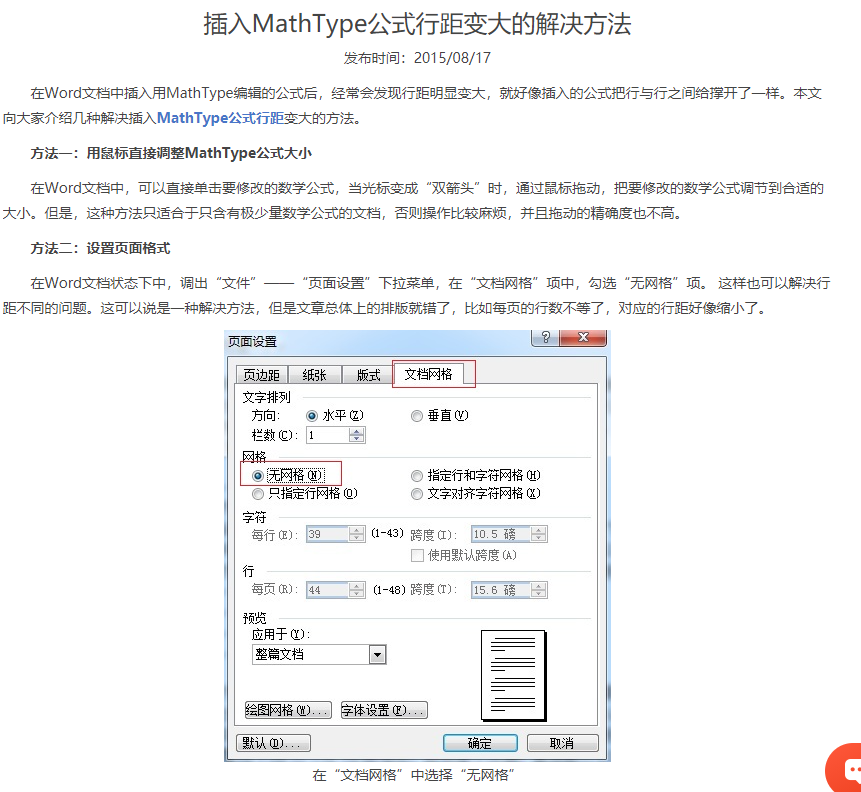 插入MathType公式行距变大的解决方法
发布时间：2015/08/17
在Word文档中插入用MathType编辑的公式后，经常会发现行距明显变大，就好像插入的公式把行与行之间给撑开了一样。本文
向大家介绍几种解决插入MathType公式行距变大的方法。
方法一：用鼠标直接调整MathType公式大小
在Word文档中，可以直接单击要修改的数学公式，当光标变成“双箭头”时，通过鼠标拖动，把要修改的数学公式调节到合适的
大小。但是，这种方法只适合于只含有极少量数学公式的文档，否则操作比较麻烦，并且拖动的精确度也不高。
方法二：设置页面格式
在Word文档状态下中，调出“文件”——“页面设置”下拉菜单，在“文档网格”项中，勾选“无网格”项。 这样也可以解决行
距不同的问题。这可以说是一种解决方法，但是文章总体上的排版就错了，比如每页的行数不等了，对应的行距好像缩小了。
页面设置
页边距 纸张 版式 文档网格
文字排列
方向： 水平(Z) 垂直(V)
栏数(C)： 1
网格
无网格(N) 指定行和字符网格(H)
只指定行网格(O) 文字对齐字符网格(X)
字符
每行(E)： 39 (1-43) 跨度(I)： 10.5 磅
使用默认跨度(A)
行
每页(R)： 44 (1-48) 跨度(T)： 15.6 磅
预览
应用于(Y)：
整篇文档
绘图网格(W)... 字体设置(F)...
默认(D)... 确定 取消
在“文档网格”中选择“无网格”